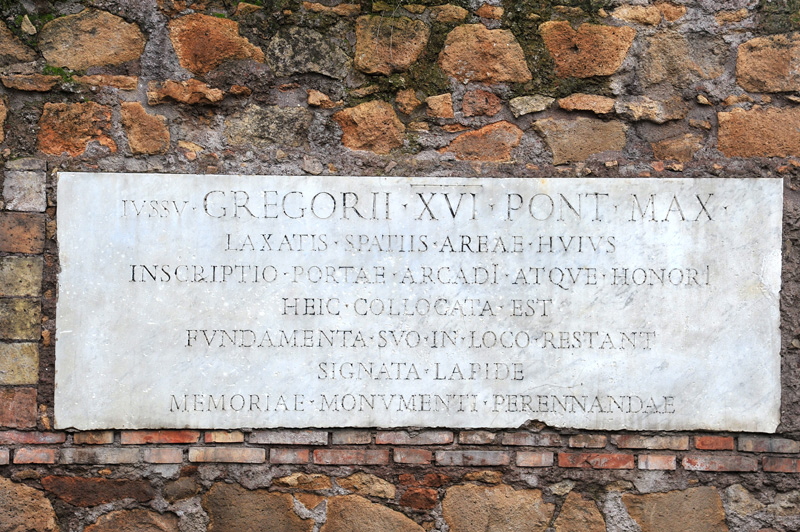 IVSSV · GREGORII · XVI · PONT · MAX ·
LAXATIS · SPATIIS · AREAE · HVIVS
INSCRIPTIO · PORTAE · ARCADI · ATQVE · HONORI
HEIC · COLLOCATA · EST
FVNDAMENTA · SVO · IN · LOCO · RESTANT
SIGNATA · LAPIDE
MEMORIAE · MONVMENTI · PERENNANDAE